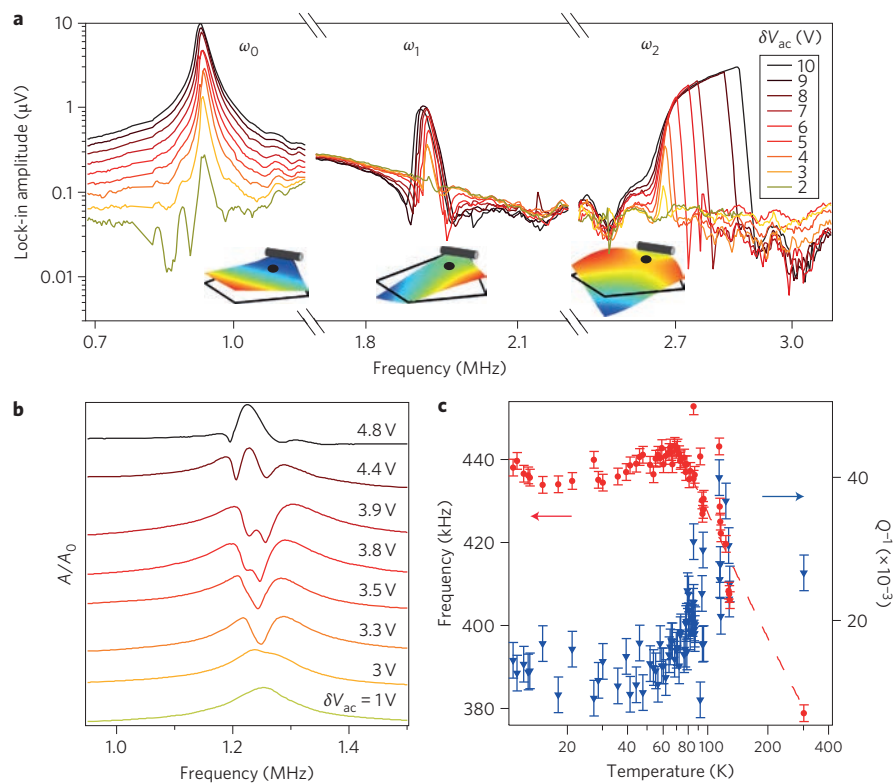 a
ω0
ω1
ω2
δVac (V)
10
9
8
7
6
5
4
3
2
Lock-in amplitude (μV)
10
1
0.1
0.01
0.7
1.0
1.8
2.1
2.7
3.0
Frequency (MHz)
b
A/A0
4.8 V
4.4 V
3.9 V
3.8 V
3.5 V
3.3 V
3 V
δVac = 1 V
1.0
1.2
1.4
Frequency (MHz)
c
Frequency (kHz)
440
420
400
380
40
20
Q−1 (× 10−3)
20
40
60
80
100
200
300
400
Temperature (K)